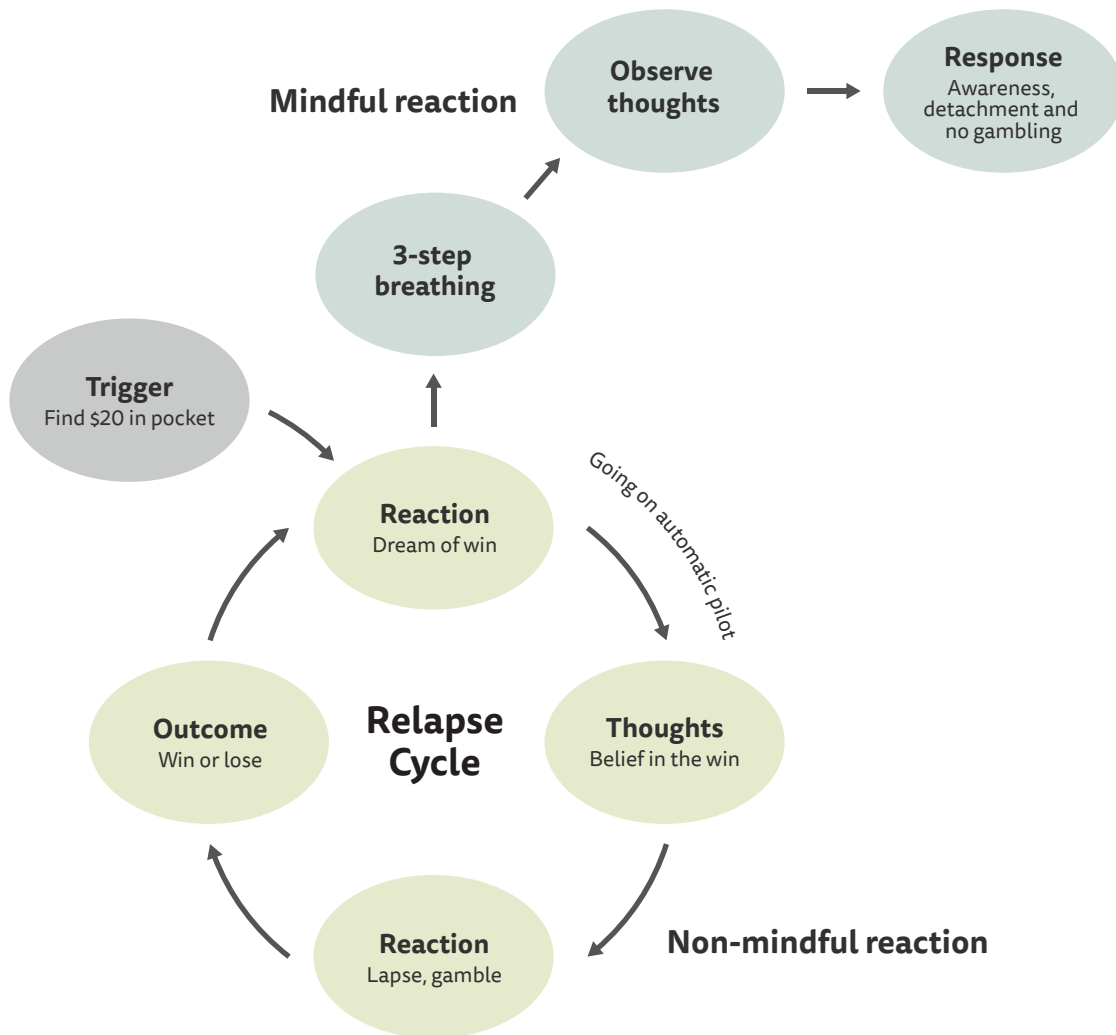 Mindful reaction
Observe
thoughts
Response
Awareness,
detachment and
no gambling
3-step
breathing
Trigger
Find $20 in pocket
Reaction
Dream of win
Going on automatic pilot
Outcome
Win or lose
Relapse
Cycle
Thoughts
Belief in the win
Reaction
Lapse, gamble
Non-mindful reaction